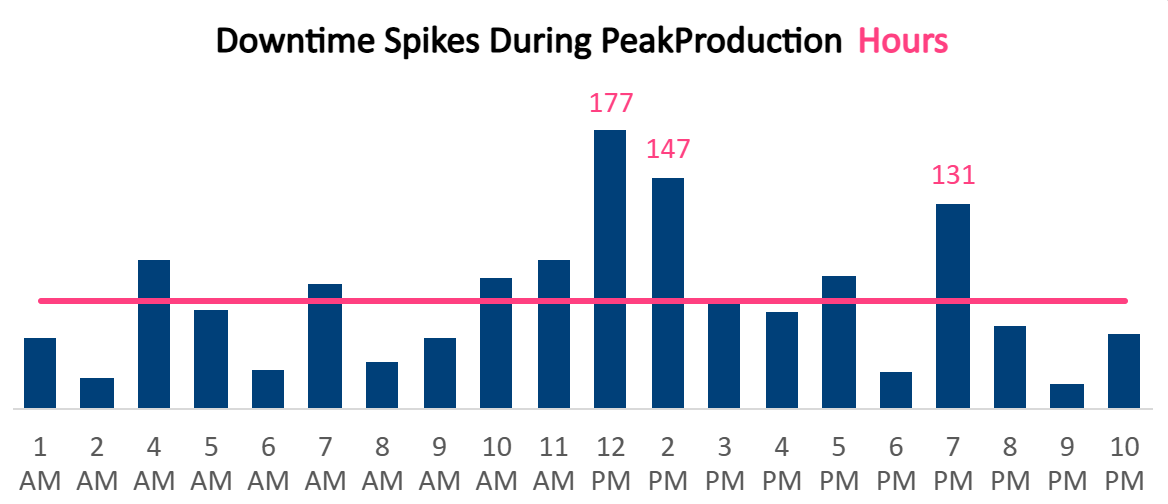 Downtime Spikes During PeakProduction Hours
177
147
131
1 2 4 5 6 7 8 9 10 11 12 2 3 4 5 6 7 8 9 10
AM AM AM AM AM AM AM AM AM AM PM PM PM PM PM PM PM PM PM PM